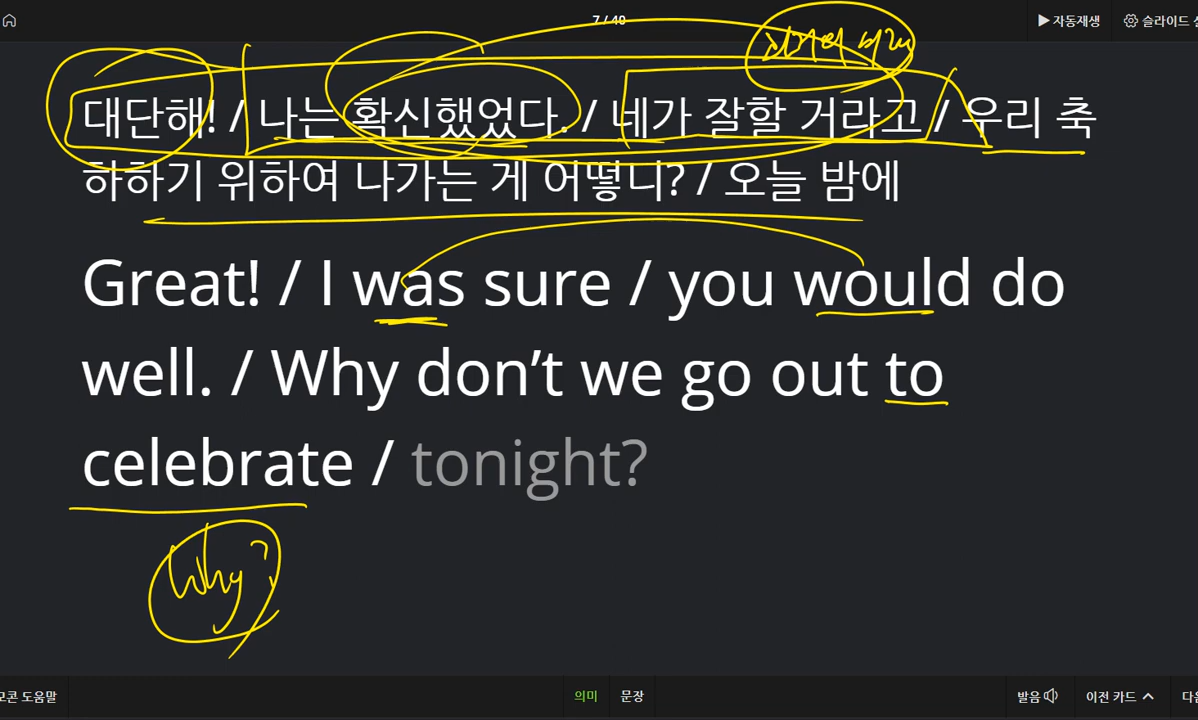 7 / 40
▶ 자동재생
슬라이드
대단해! / 나는 확신했었다. / 네가 잘할 거라고 / 우리 축
하하기 위하여 나가는 게 어떻니? / 오늘 밤에
Great! / I was sure / you would do
well. / Why don’t we go out to
celebrate / tonight?
Why?
도움말
의미
문장
발음
이전 카드